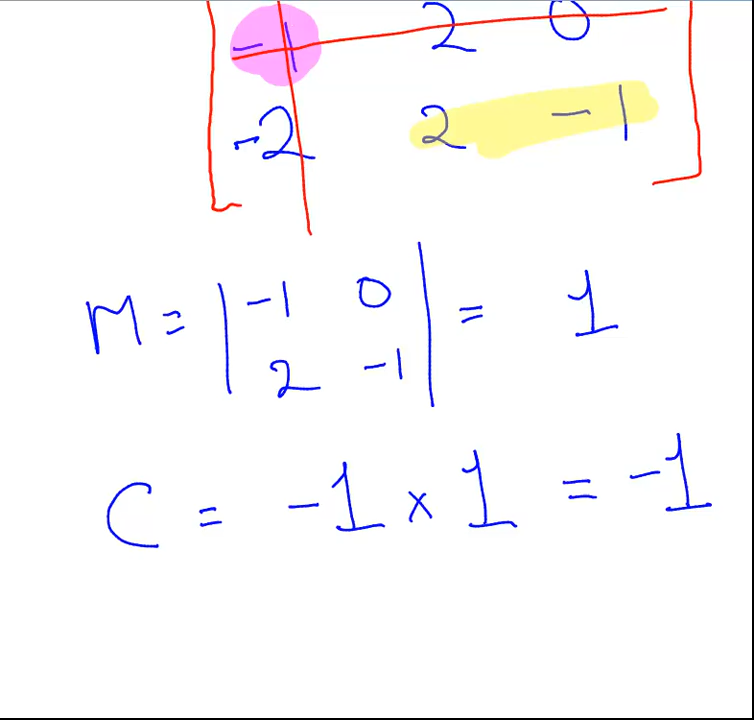 -1 2 0
-2 2 -1
M = | -1 0 | = 1
2 -1
C = -1 × 1 = -1